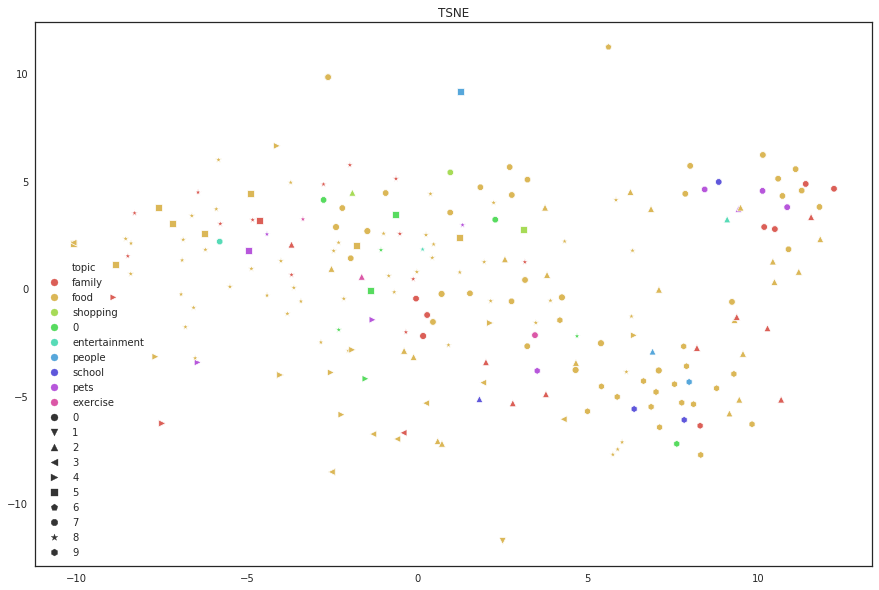 TSNE
10
5
0
−5
−10
topic
family
food
shopping
0
entertainment
people
school
pets
exercise
0
1
2
3
4
5
6
7
8
9
−10
−5
0
5
10